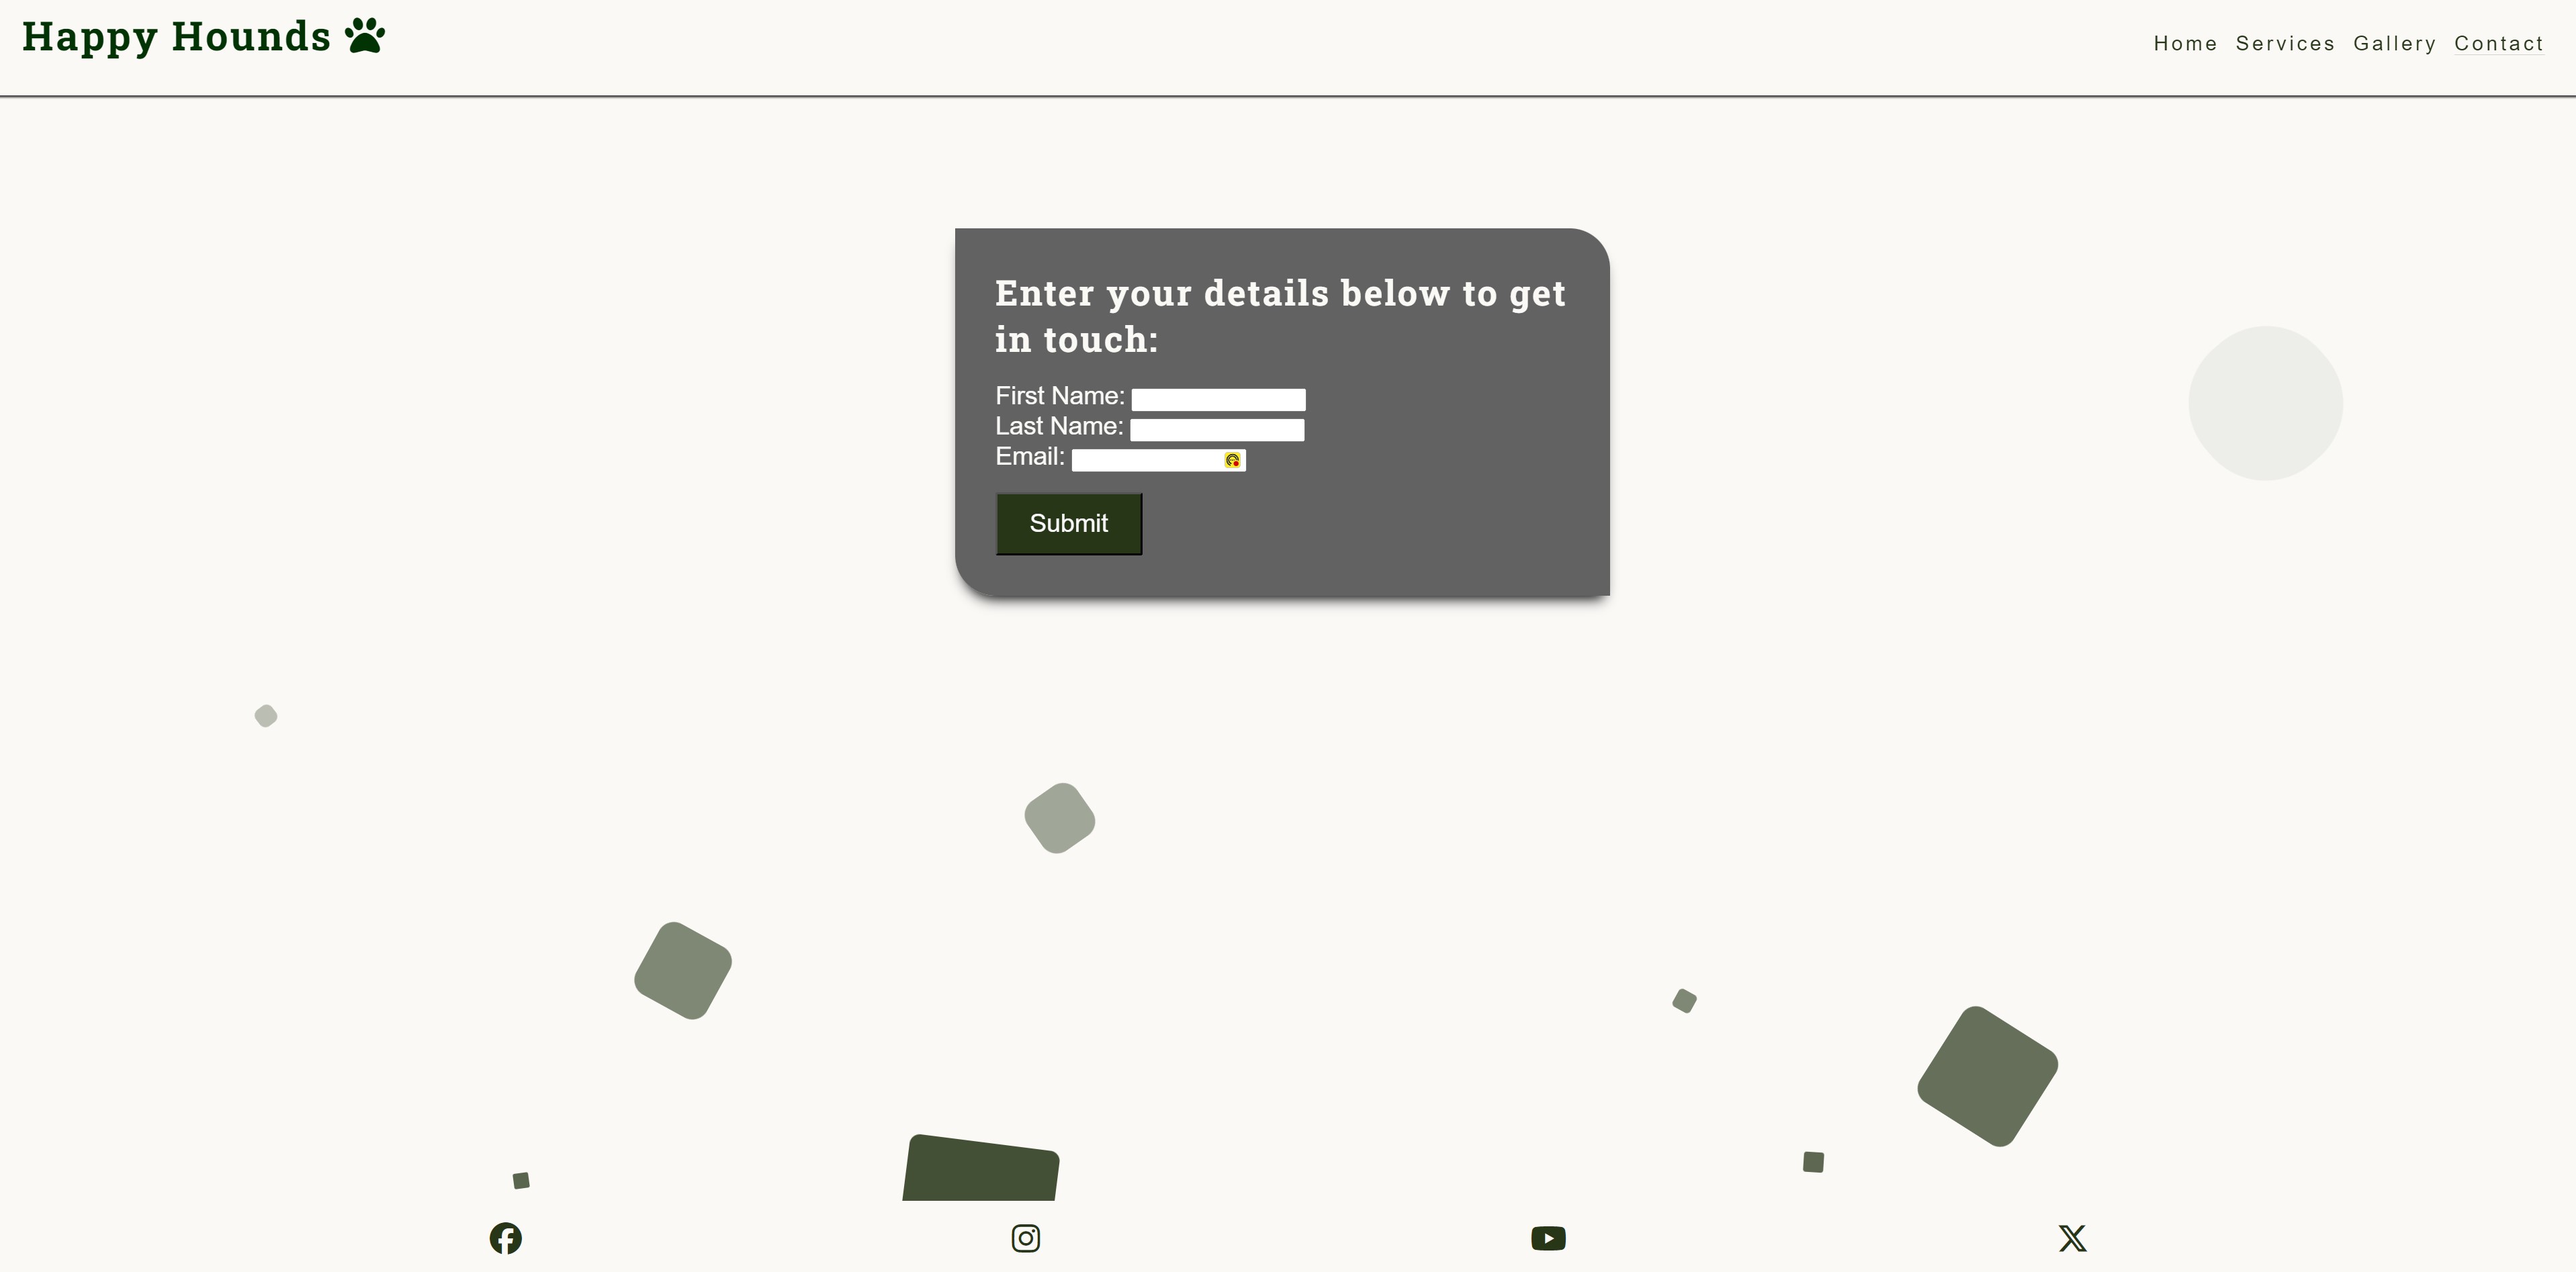 Happy Hounds
Home Services Gallery Contact
Enter your details below to get
in touch:
First Name:
Last Name:
Email:
Submit